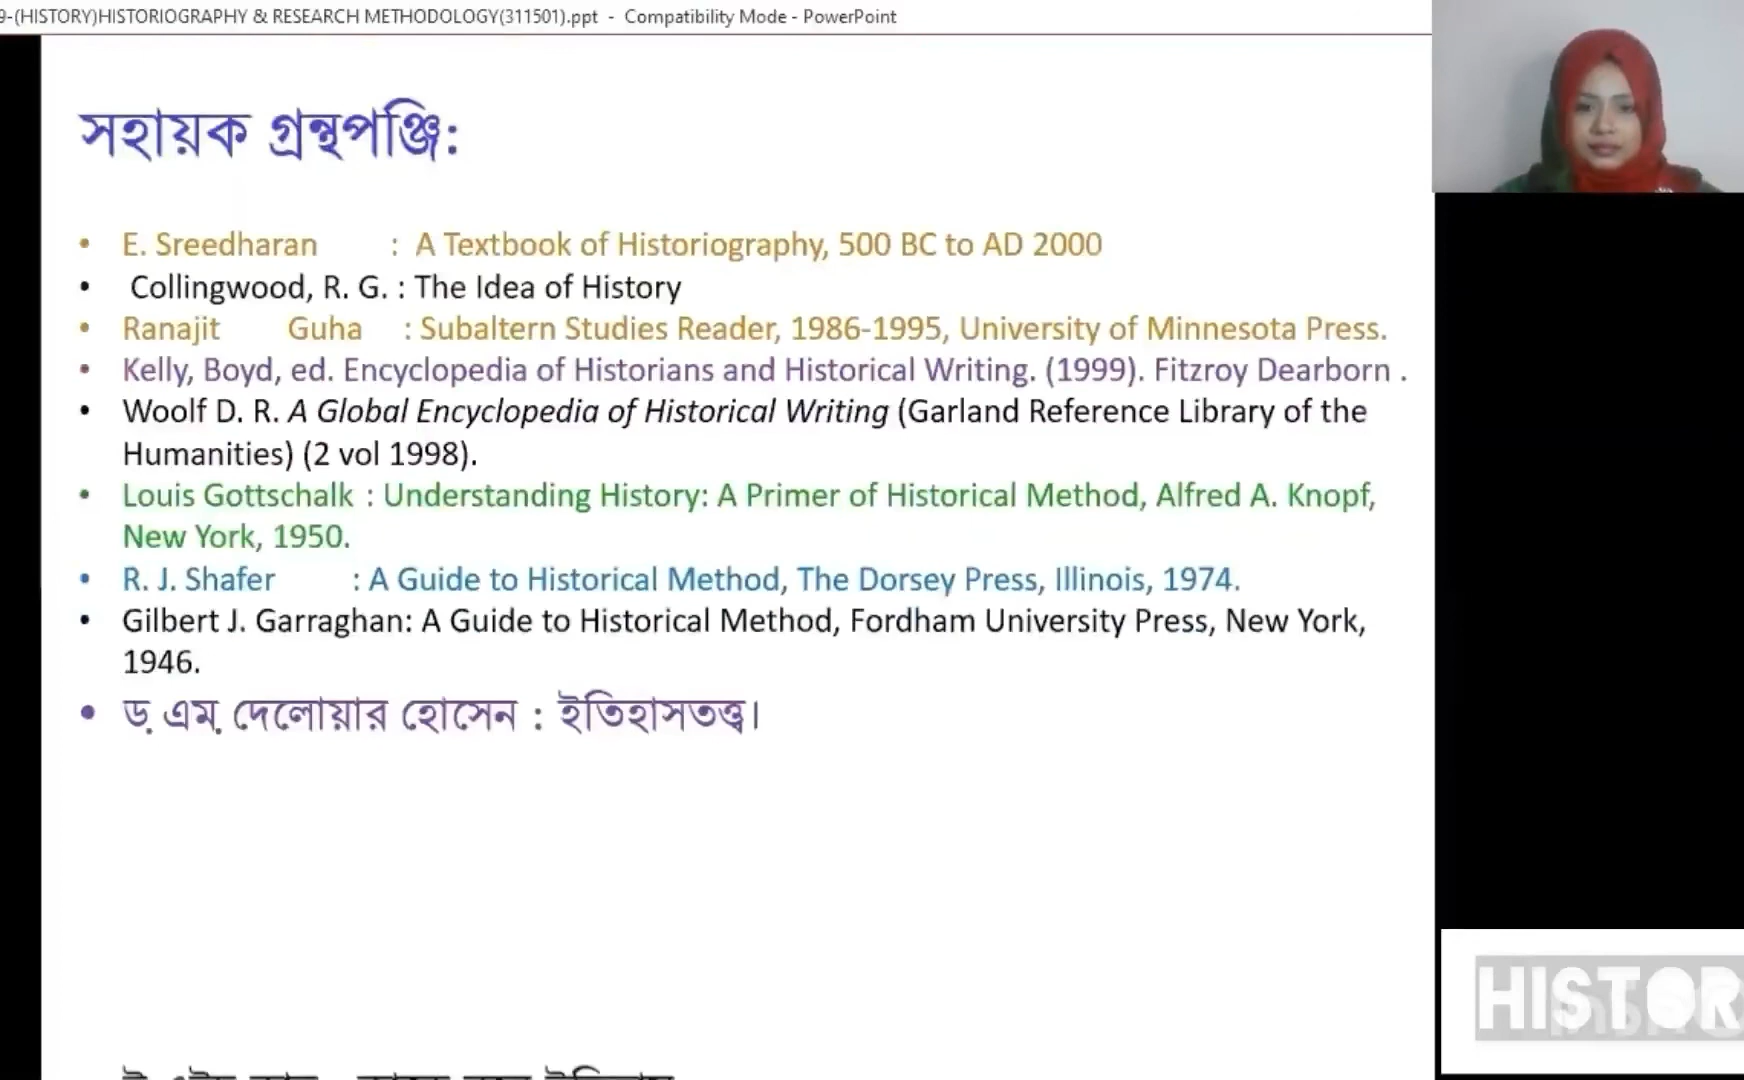 9-(HISTORY)HISTORIOGRAPHY & RESEARCH METHODOLOGY(311501).ppt - Compatibility Mode - PowerPoint
সহায়ক গ্রন্থপঞ্জি:
• E. Sreedharan : A Textbook of Historiography, 500 BC to AD 2000
• Collingwood, R. G. : The Idea of History
• Ranajit Guha : Subaltern Studies Reader, 1986-1995, University of Minnesota Press.
• Kelly, Boyd, ed. Encyclopedia of Historians and Historical Writing. (1999). Fitzroy Dearborn .
• Woolf D. R. A Global Encyclopedia of Historical Writing (Garland Reference Library of the
Humanities) (2 vol 1998).
• Louis Gottschalk : Understanding History: A Primer of Historical Method, Alfred A. Knopf,
New York, 1950.
• R. J. Shafer : A Guide to Historical Method, The Dorsey Press, Illinois, 1974.
• Gilbert J. Garraghan: A Guide to Historical Method, Fordham University Press, New York,
1946.
• ড. এম. দেলোয়ার হোসেন : ইতিহাসতত্ত্ব।
HISTOR